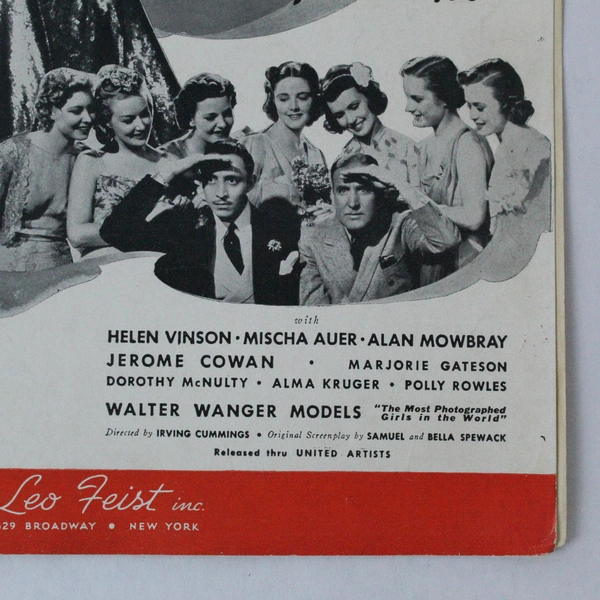 with
HELEN VINSON • MISCHA AUER • ALAN MOWBRAY
JEROME COWAN • MARJORIE GATESON
DOROTHY McNULTY • ALMA KRUGER • POLLY ROWLES
WALTER WANGER MODELS "The Most Photographed
Girls in the World"
Directed by IRVING CUMMINGS • Original Screenplay by SAMUEL and BELLA SPEWACK
Released thru UNITED ARTISTS
Leo Feist inc.
629 BROADWAY • NEW YORK